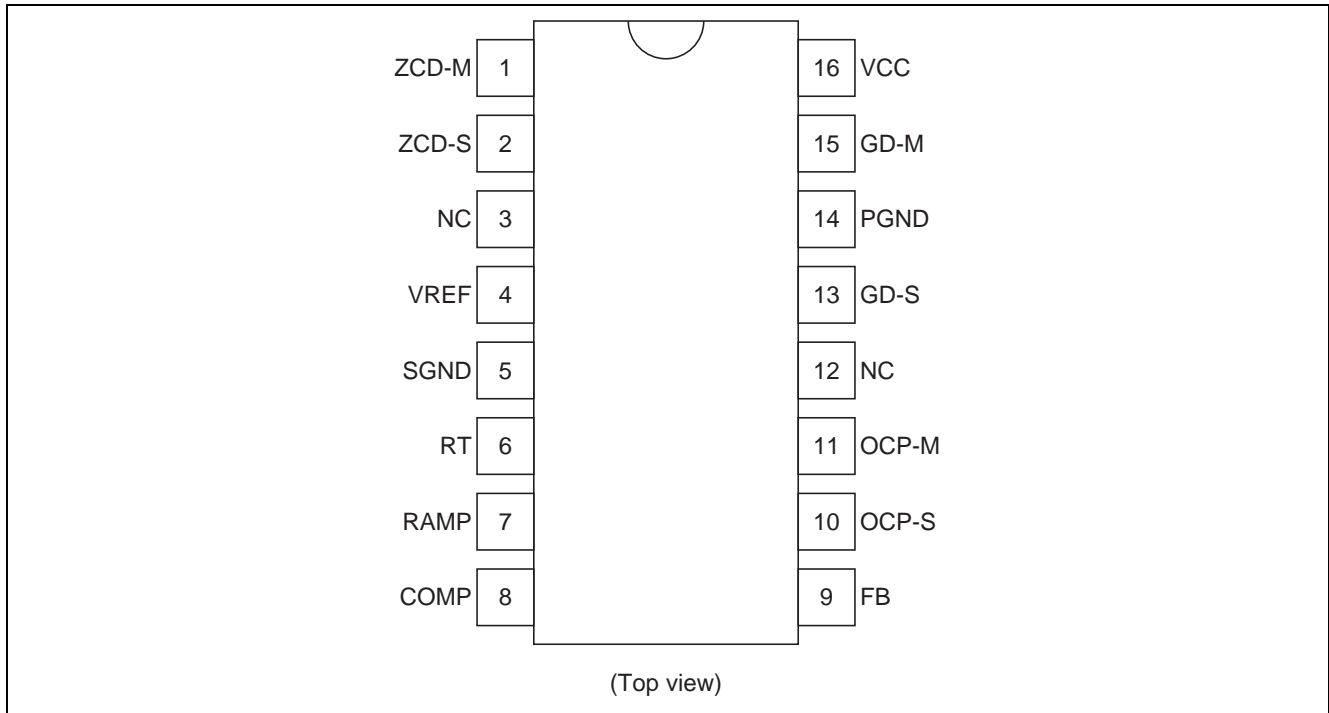 ZCD-M 1 16 VCC
ZCD-S 2 15 GD-M
NC 3 14 PGND
VREF 4 13 GD-S
SGND 5 12 NC
RT 6 11 OCP-M
RAMP 7 10 OCP-S
COMP 8 9 FB
(Top view)